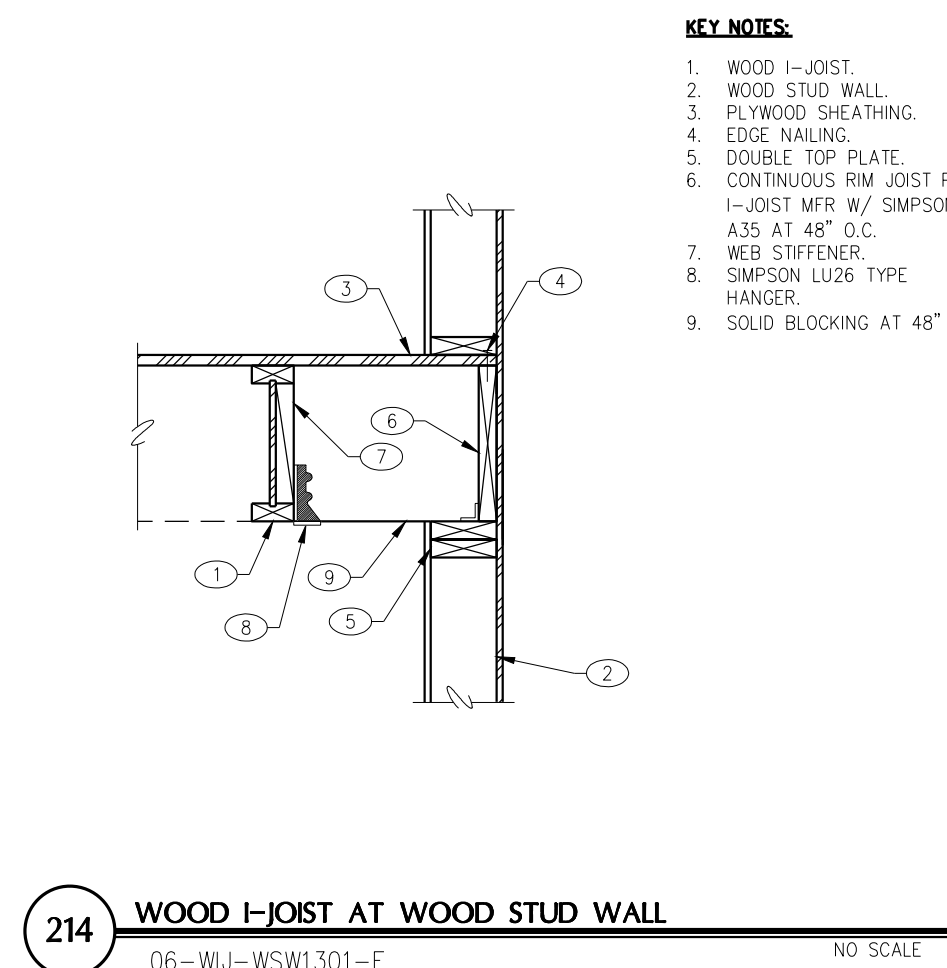 KEY NOTES:
1. WOOD I-JOIST.
2. WOOD STUD WALL.
3. PLYWOOD SHEATHING.
4. EDGE NAILING.
5. DOUBLE TOP PLATE.
6. CONTINUOUS RIM JOIST
I-JOIST MFR W/ SIMPSON
A35 AT 48" O.C.
7. WEB STIFFENER.
8. SIMPSON LU26 TYPE
HANGER.
9. SOLID BLOCKING AT 48"
3
4
6
7
1
9
8
5
2
214
WOOD I-JOIST AT WOOD STUD WALL
NO SCALE
06-WIJ-WSW1301-F